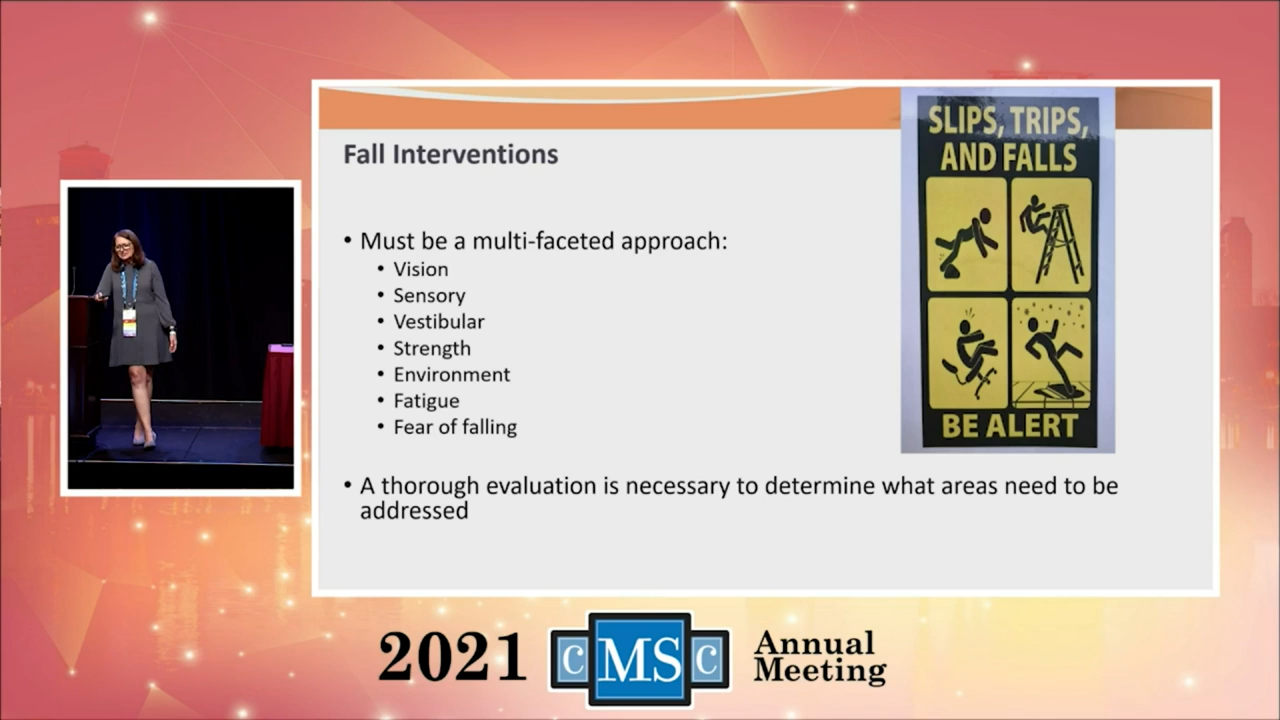 Fall Interventions
• Must be a multi-faceted approach:
• Vision
• Sensory
• Vestibular
• Strength
• Environment
• Fatigue
• Fear of falling
• A thorough evaluation is necessary to determine what areas need to be
addressed
SLIPS, TRIPS,
AND FALLS
BE ALERT
2021
CMSC
Annual
Meeting